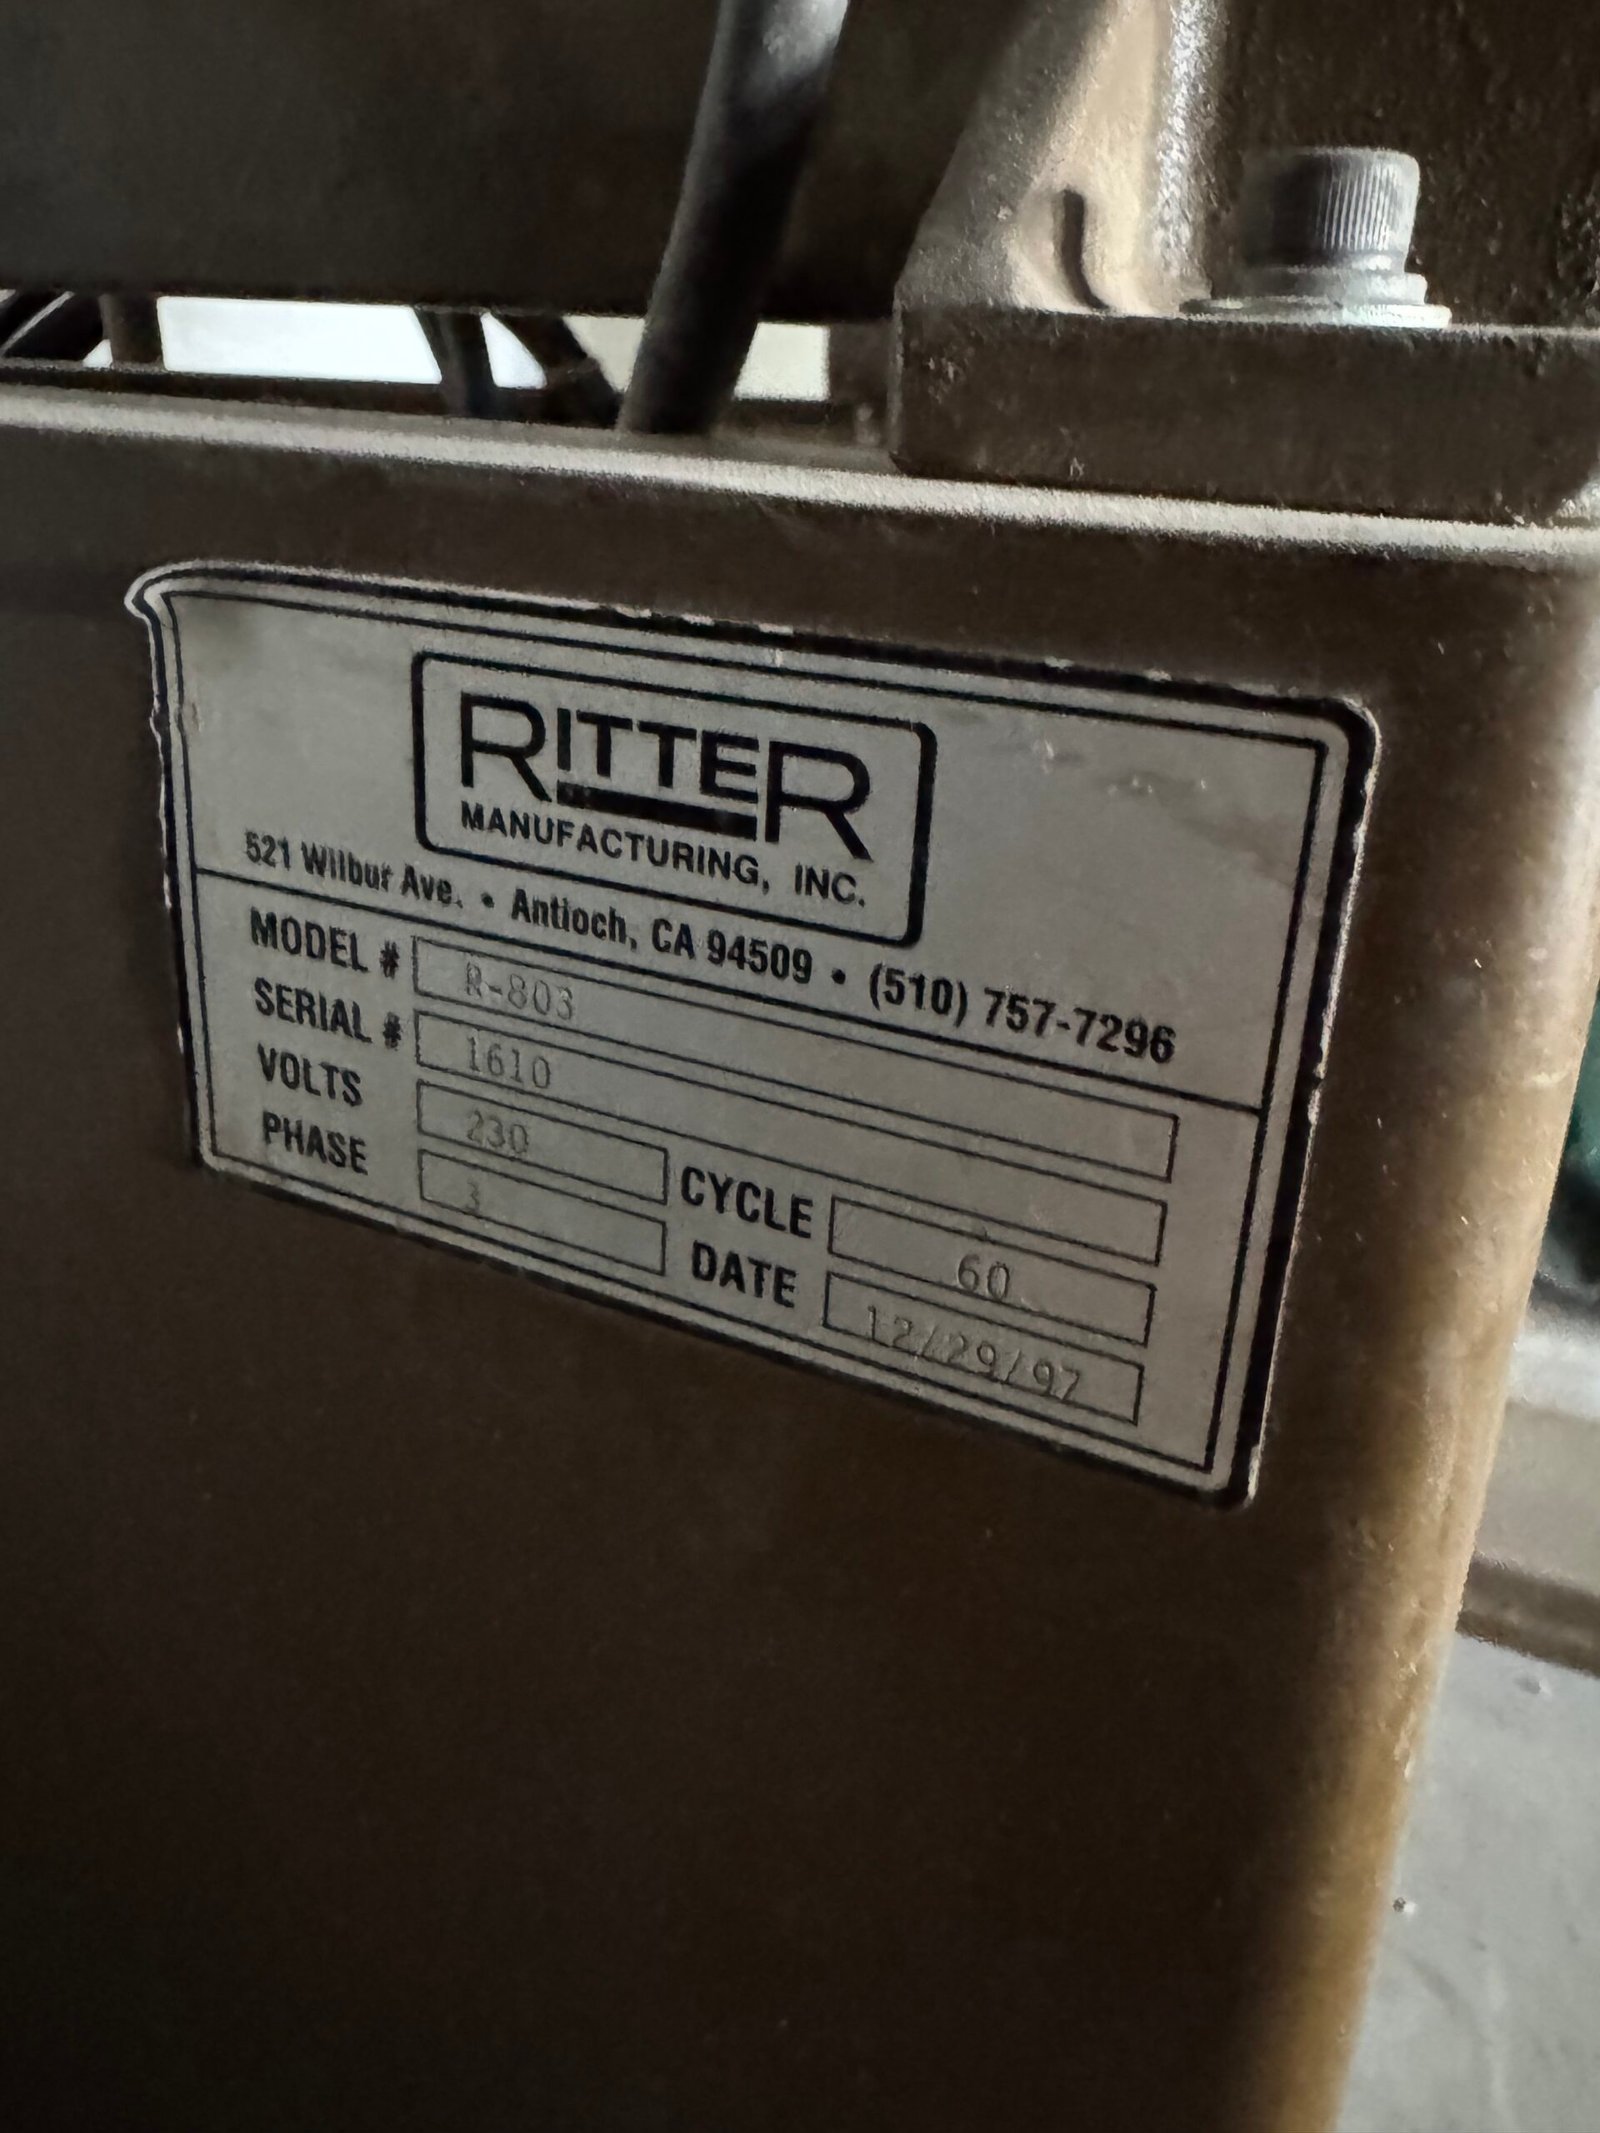 RITTER
MANUFACTURING, INC.
521 Wilbur Ave. • Antioch, CA 94509 • (510) 757-7296
MODEL # R-803
SERIAL # 1610
VOLTS 230 CYCLE 60
PHASE 3 DATE 12/29/97